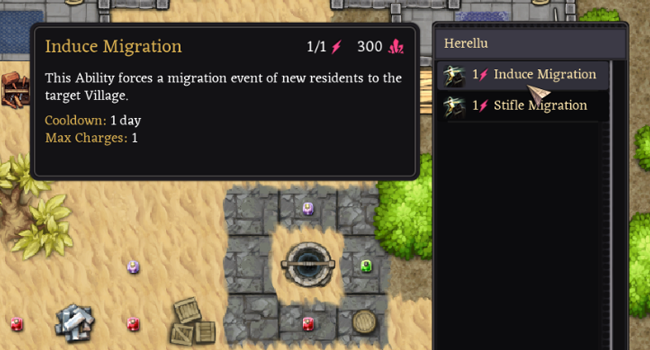 Induce Migration 1/1 300
This Ability forces a migration event of new residents to the
target Village.
Cooldown: 1 day
Max Charges: 1
Herellu
1 Induce Migration
1 Stifle Migration